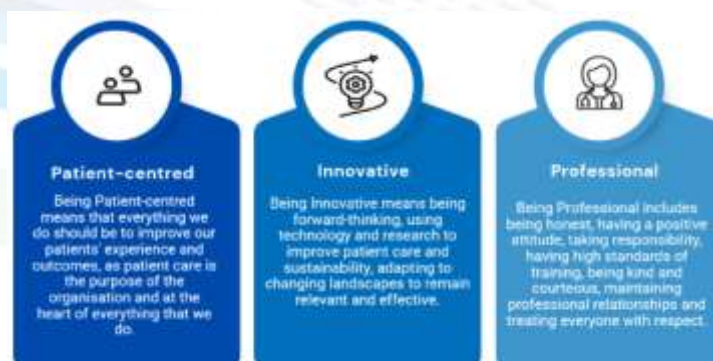 Patient-centred
Being Patient-centred
means that everything we
do should be to improve our
patients' experience and
outcomes, as patient care is
the purpose of the
organisation and at the
heart of everything that we
do.
Innovative
Being Innovative means being
forward-thinking, using
technology and research to
improve patient care and
sustainability, adapting to
changing landscapes to remain
relevant and effective.
Professional
Being Professional includes
being honest, having a positive
attitude, taking responsibility,
having high standards of
training, being kind and
courteous, maintaining
professional relationships and
treating everyone with respect.